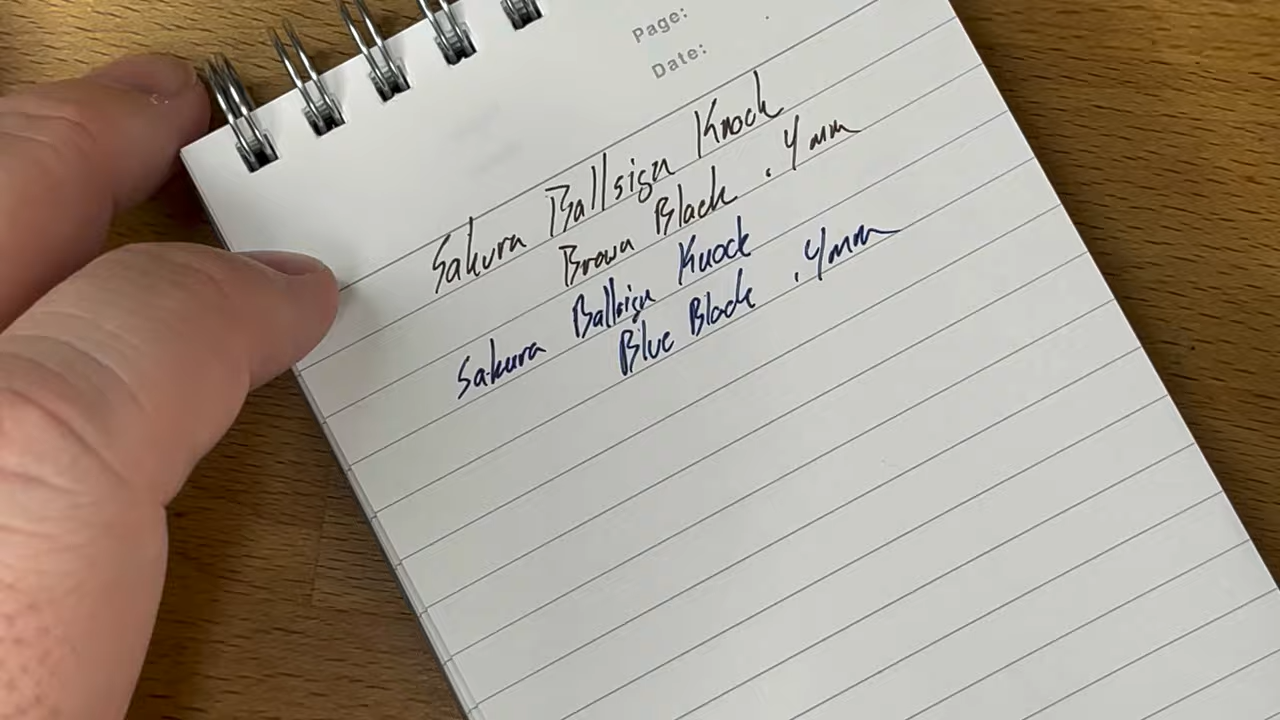 Page:
Date:
Sakura Ballsign Knock
Brown Black .4mm
Sakura Ballsign Knock
Blue Black .4mm